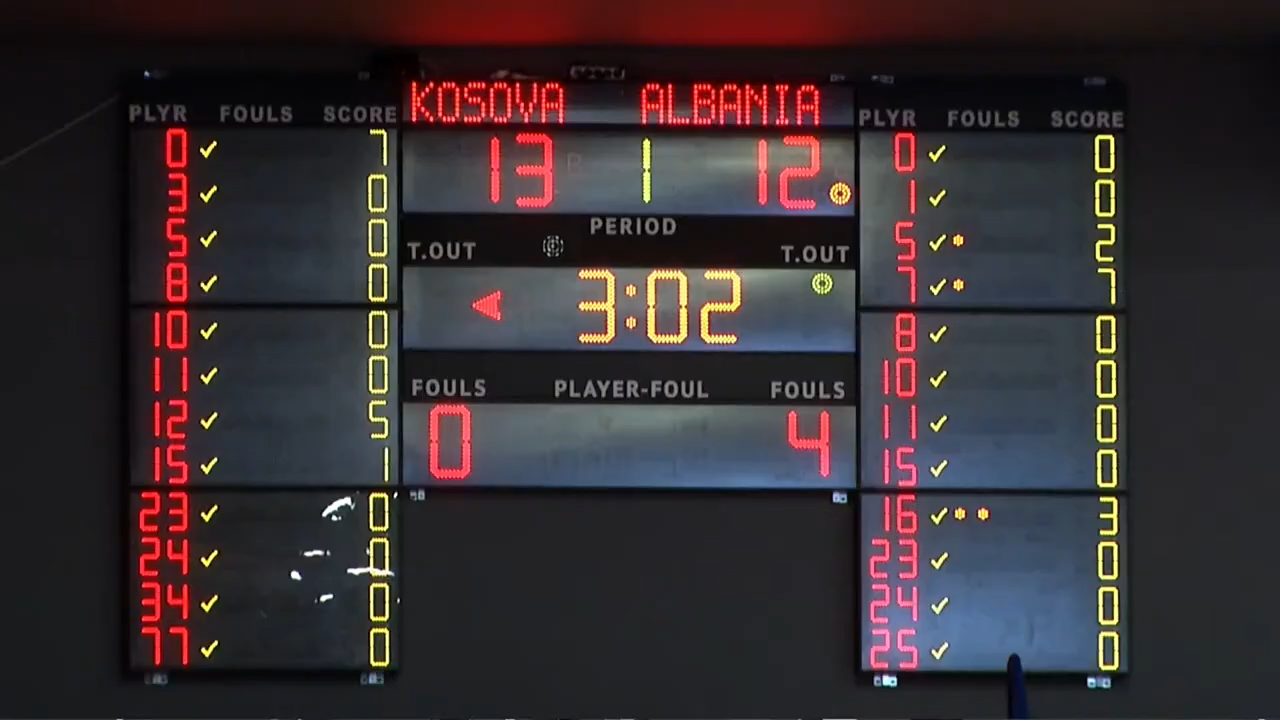 KOSOVA ALBANIA
13 1 12
PERIOD
T.OUT T.OUT
3:02
FOULS PLAYER-FOUL FOULS
0 4
PLYR FOULS SCORE
0 ✓ 7
3 ✓ 0
5 ✓ 0
8 ✓ 0
10 ✓ 0
11 ✓ 0
12 ✓ 5
15 ✓ 1
23 ✓ 0
24 ✓ 0
34 ✓ 0
77 ✓ 0
PLYR FOULS SCORE
0 ✓ 0
1 ✓ 0
5 ✓ * 2
7 ✓ * 7
8 ✓ 0
10 ✓ 0
11 ✓ 0
15 ✓ 0
16 ✓ * * 3
23 ✓ 0
24 ✓ 0
25 ✓ 0